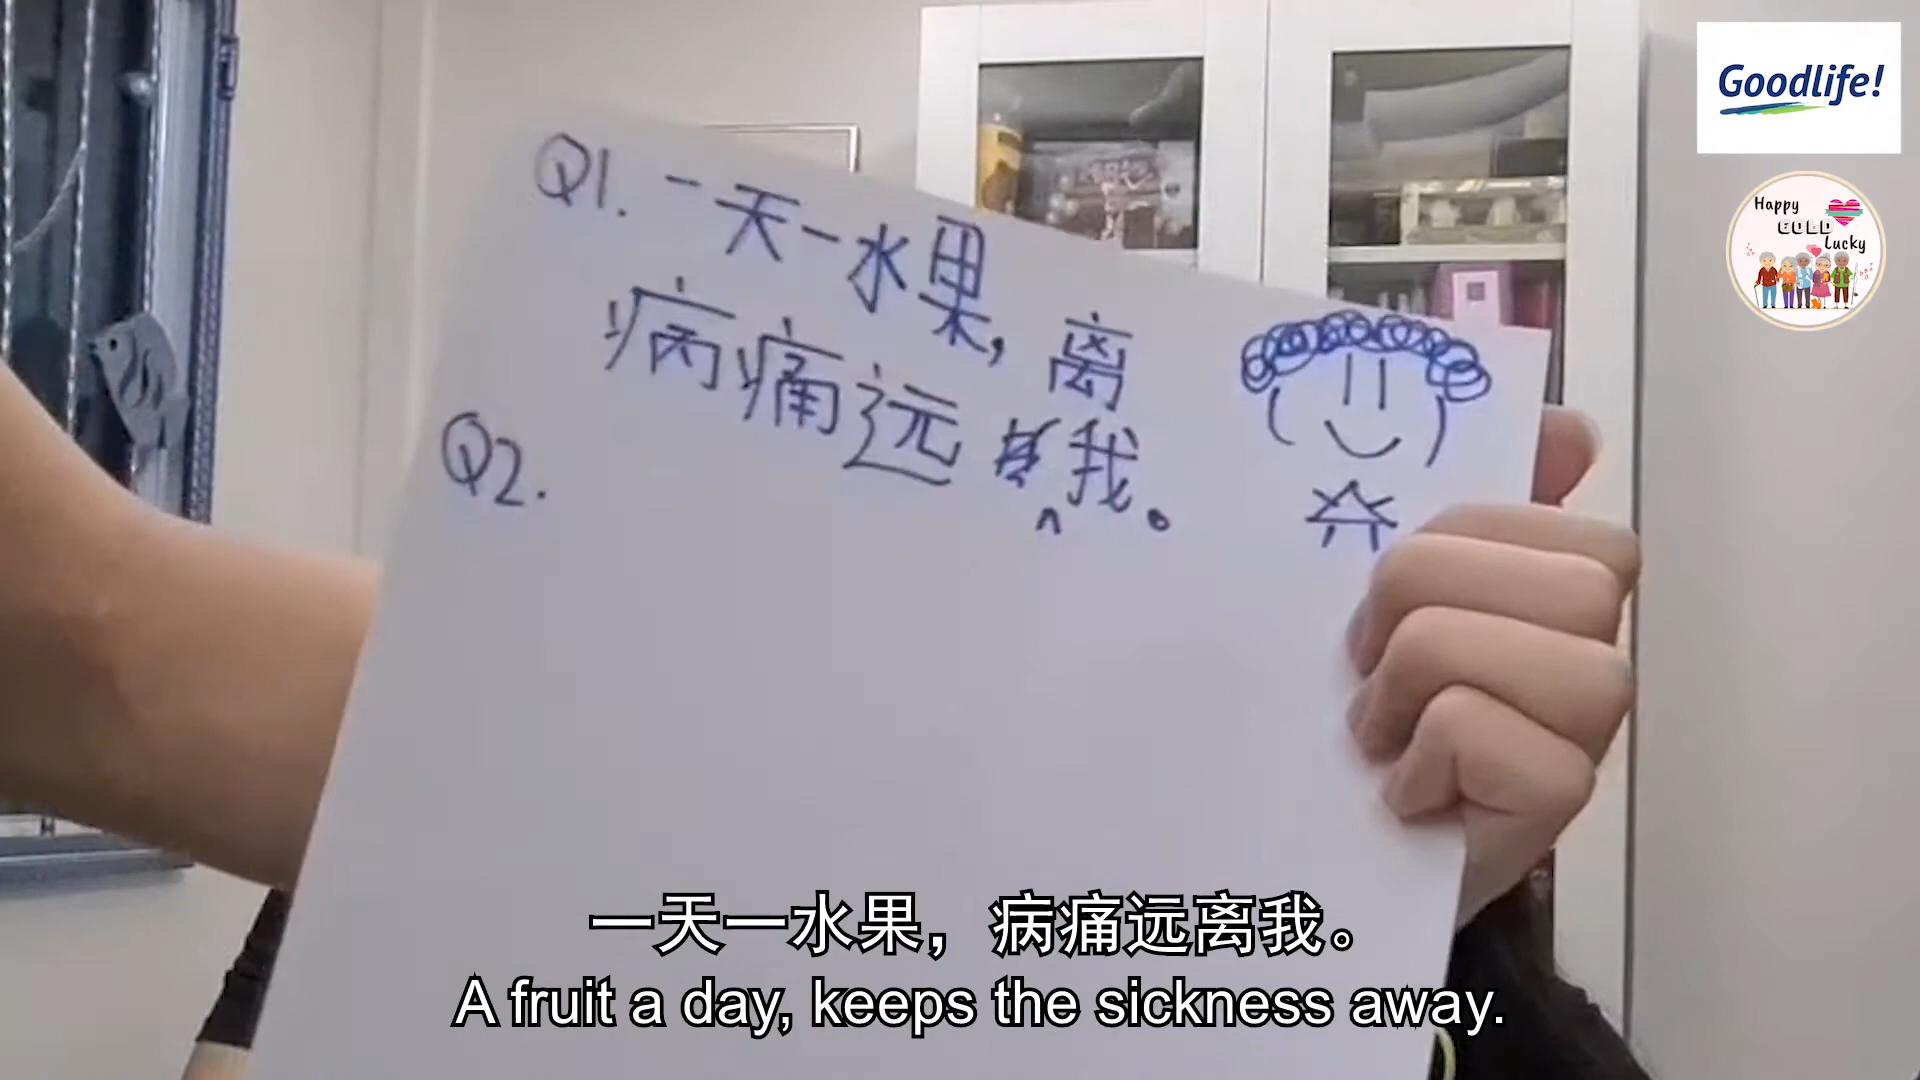 Goodlife!
Happy
GOLD
Lucky
Q1. 一天一水果,
病痛远离我。
Q2.
一天一水果，病痛远离我。
A fruit a day, keeps the sickness away.